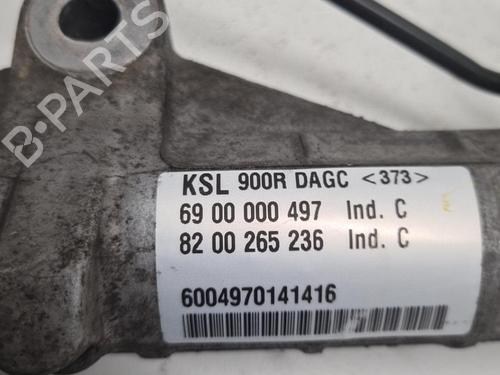 B-PARTS
KSL 900R DAGC <373>
69 00 000 497 Ind. C
82 00 265 236 Ind. C
6004970141416